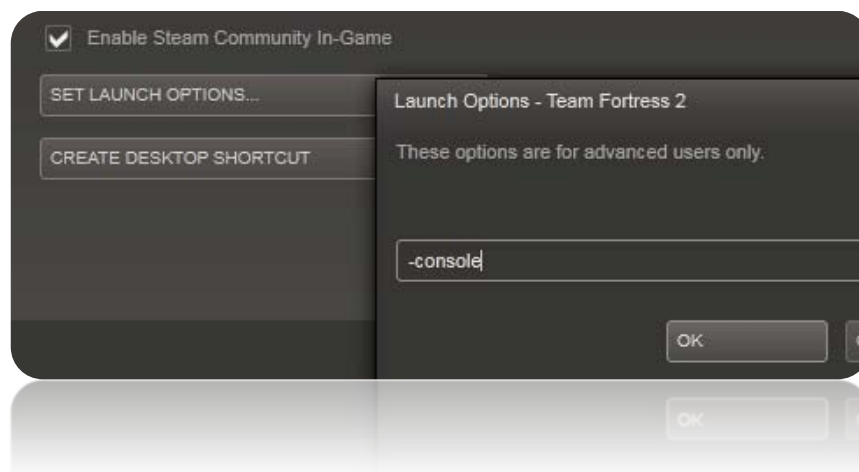 Enable Steam Community In-Game
SET LAUNCH OPTIONS...
CREATE DESKTOP SHORTCUT
Launch Options - Team Fortress 2
These options are for advanced users only.
-console
OK
OK